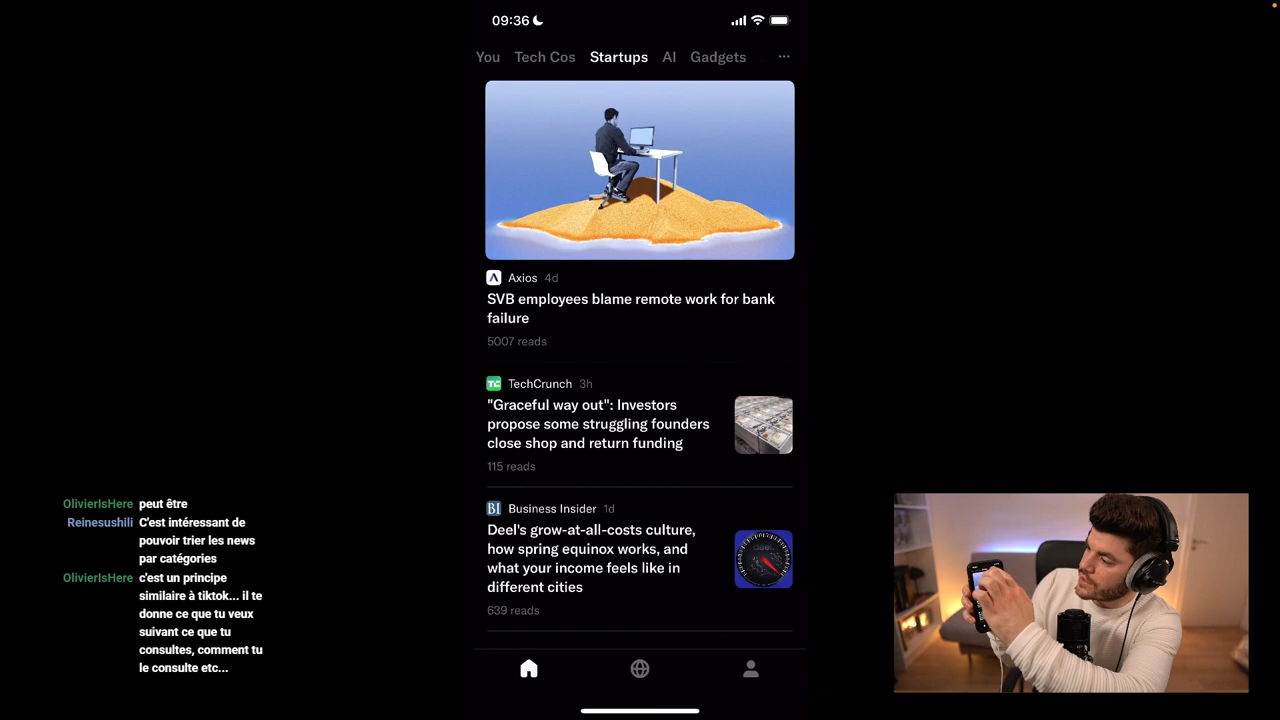 09:36
You Tech Cos Startups AI Gadgets ...
Axios 4d
SVB employees blame remote work for bank
failure
5007 reads
TechCrunch 3h
"Graceful way out": Investors
propose some struggling founders
close shop and return funding
115 reads
BI Business Insider 1d
Deel's grow-at-all-costs culture,
how spring equinox works, and
what your income feels like in
different cities
639 reads
OlivierIsHere peut être
Reinesushili C'est intéressant de
pouvoir trier les news
par catégories
OlivierIsHere c'est un principe
similaire à tiktok... il te
donne ce que tu veux
suivant ce que tu
consultes, comment tu
le consulte etc...